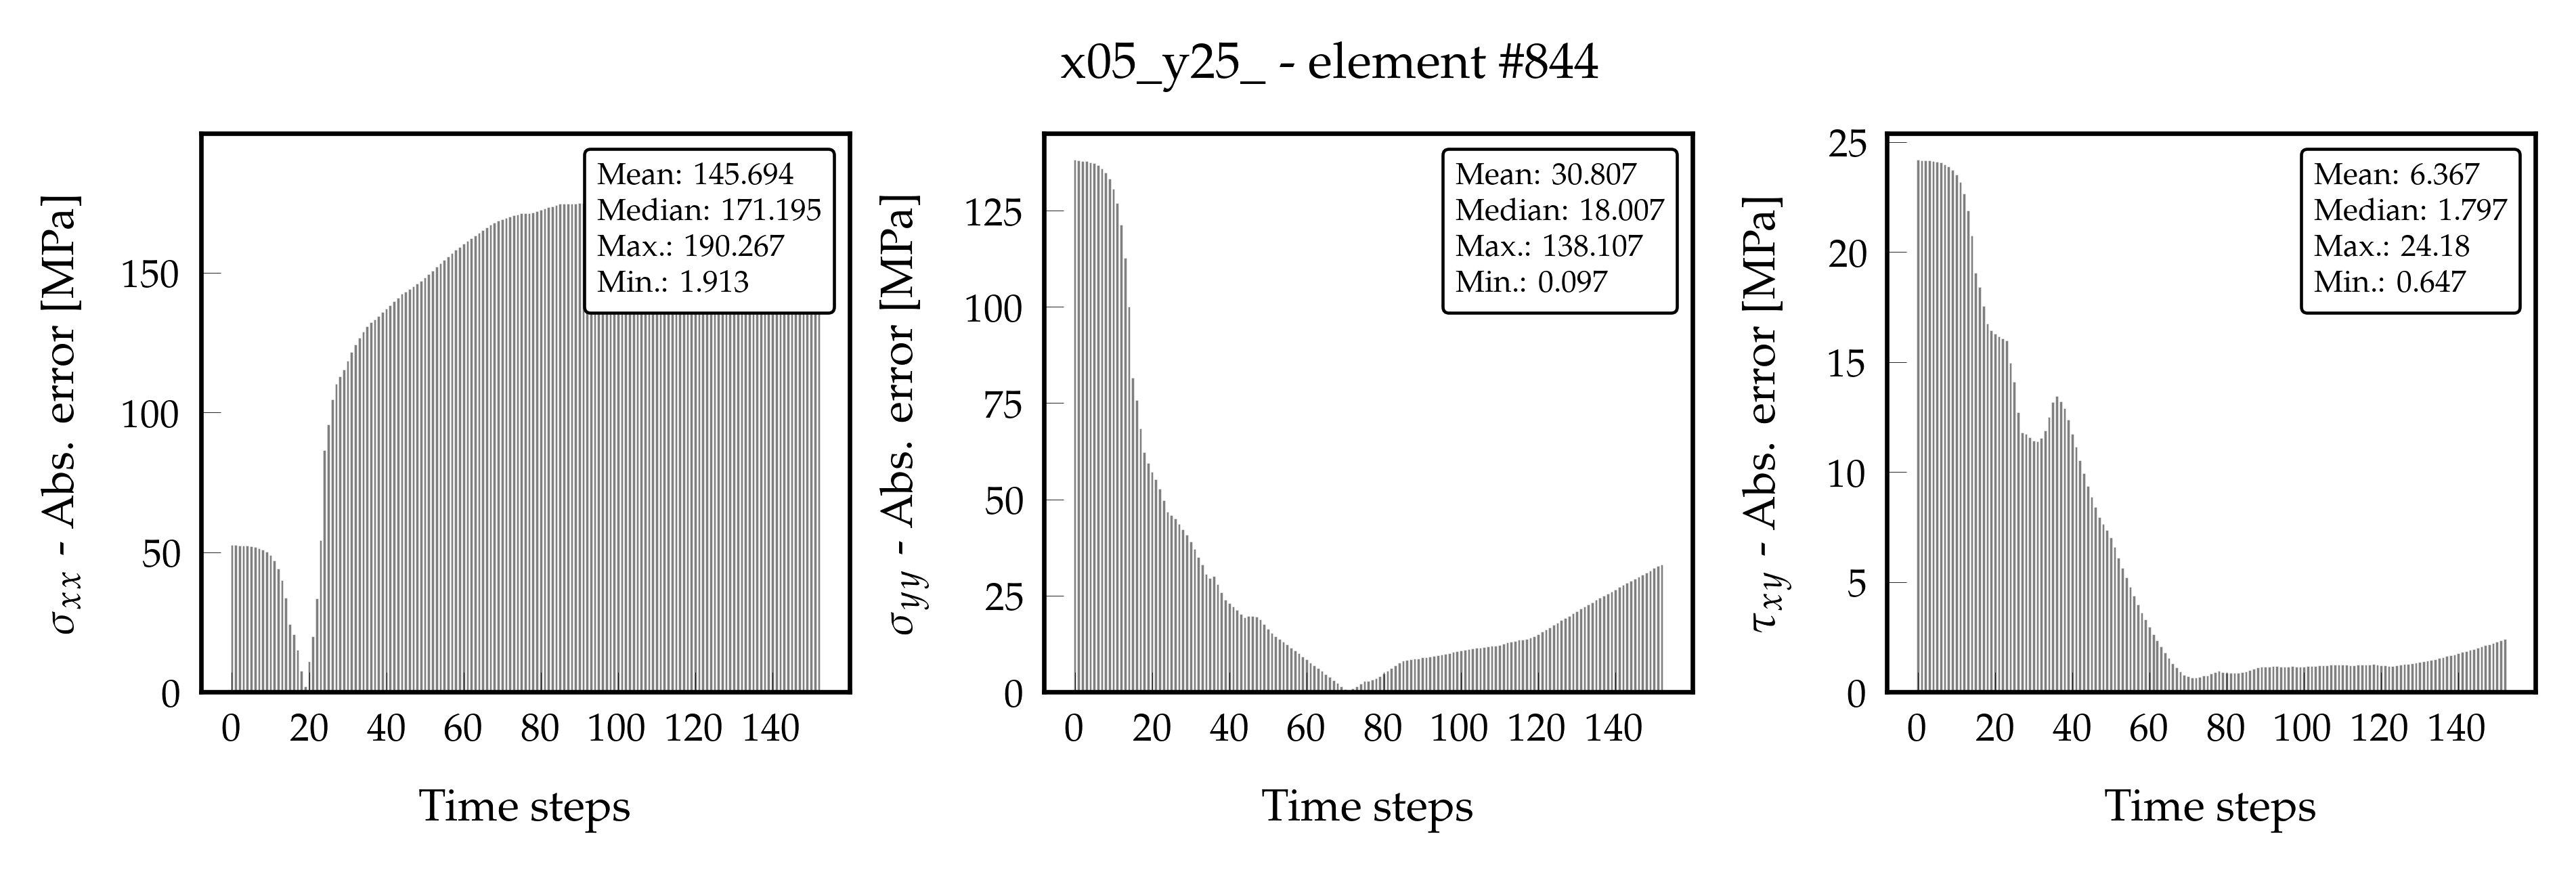 x05_y25_ - element #844
σxx - Abs. error [MPa]
150
100
50
0
Mean: 145.694
Median: 171.195
Max.: 190.267
Min.: 1.913
0 20 40 60 80 100 120 140
Time steps
σyy - Abs. error [MPa]
125
100
75
50
25
0
Mean: 30.807
Median: 18.007
Max.: 138.107
Min.: 0.097
0 20 40 60 80 100 120 140
Time steps
τxy - Abs. error [MPa]
25
20
15
10
5
0
Mean: 6.367
Median: 1.797
Max.: 24.18
Min.: 0.647
0 20 40 60 80 100 120 140
Time steps